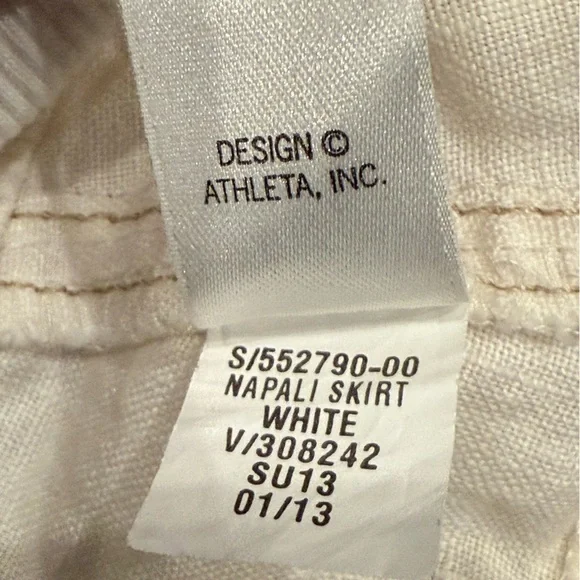 DESIGN ©
ATHLETA, INC.
S/552790-00
NAPALI SKIRT
WHITE
V/308242
SU13
01/13